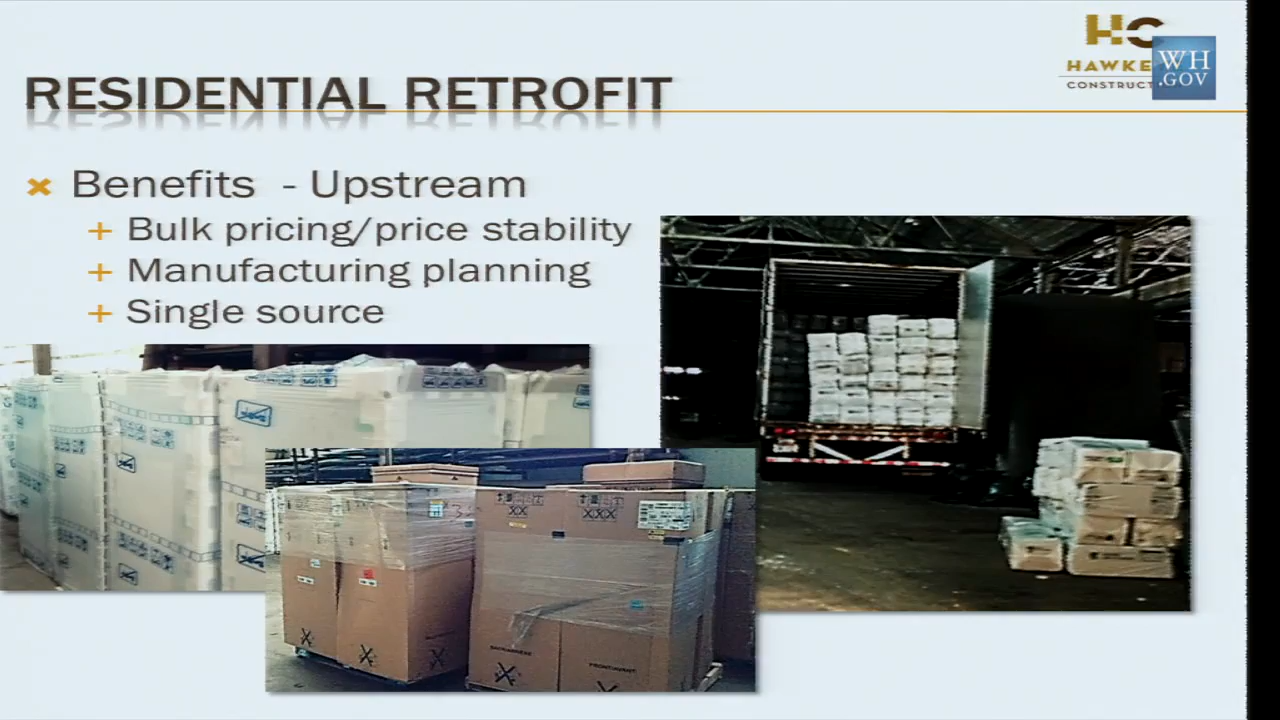 HC
HAWKE
CONSTRUCT
WH
.GOV
RESIDENTIAL RETROFIT
Benefits - Upstream
+ Bulk pricing/price stability
+ Manufacturing planning
+ Single source